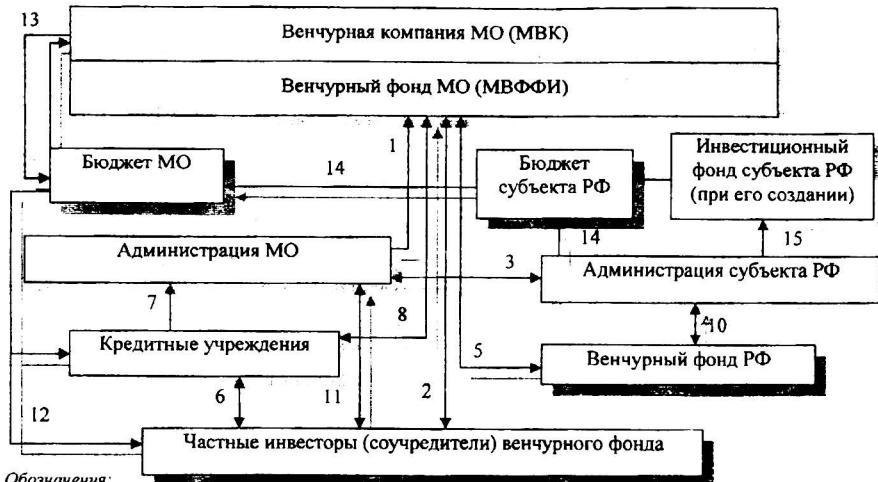 13
Венчурная компания МО (МВК)
Венчурный фонд МО (МВФФИ)
1
Бюджет МО
14
Бюджет
субъекта РФ
Инвестиционный
фонд субъекта РФ
(при его создании)
14
15
Администрация МО
3
Администрация субъекта РФ
7
8
10
Кредитные учреждения
5
Венчурный фонд РФ
6
11
2
12
Частные инвесторы (соучредители) венчурного фонда
Обозначения: